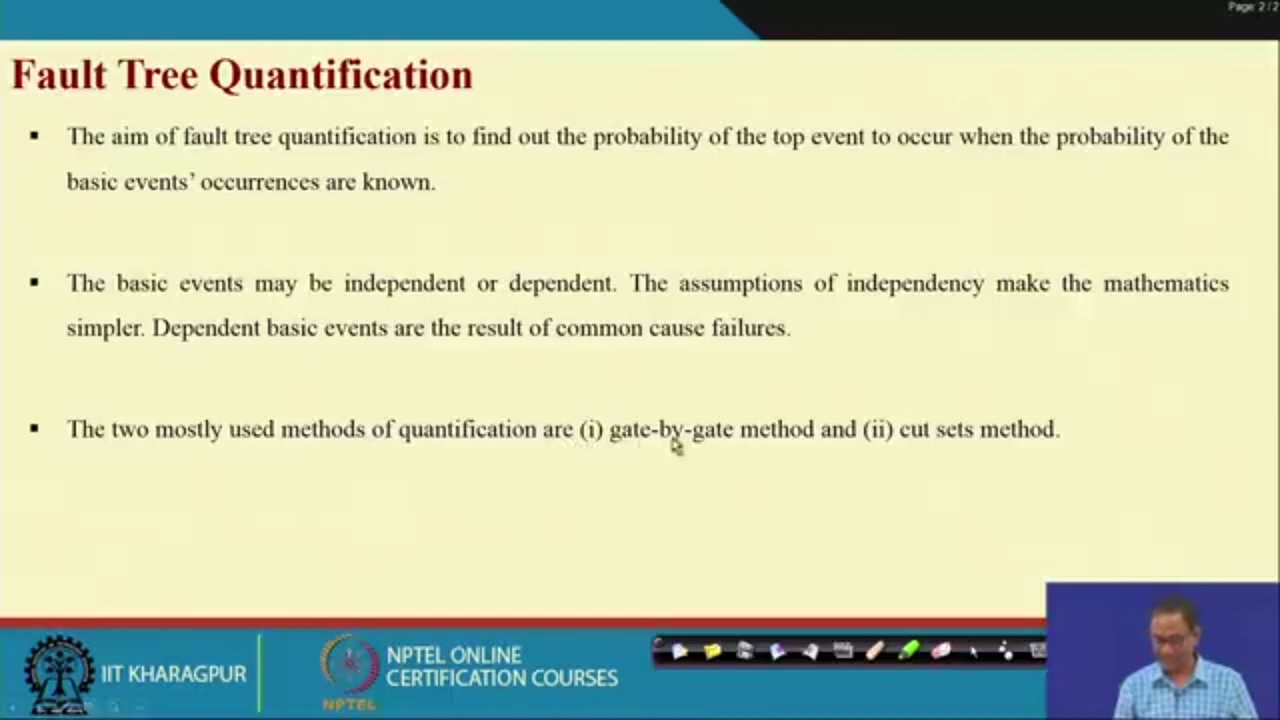 Page: 2 / 2
Fault Tree Quantification
▪ The aim of fault tree quantification is to find out the probability of the top event to occur when the probability of the
basic events’ occurrences are known.
▪ The basic events may be independent or dependent. The assumptions of independency make the mathematics
simpler. Dependent basic events are the result of common cause failures.
▪ The two mostly used methods of quantification are (i) gate-by-gate method and (ii) cut sets method.
IIT KHARAGPUR
NPTEL
NPTEL ONLINE
CERTIFICATION COURSES